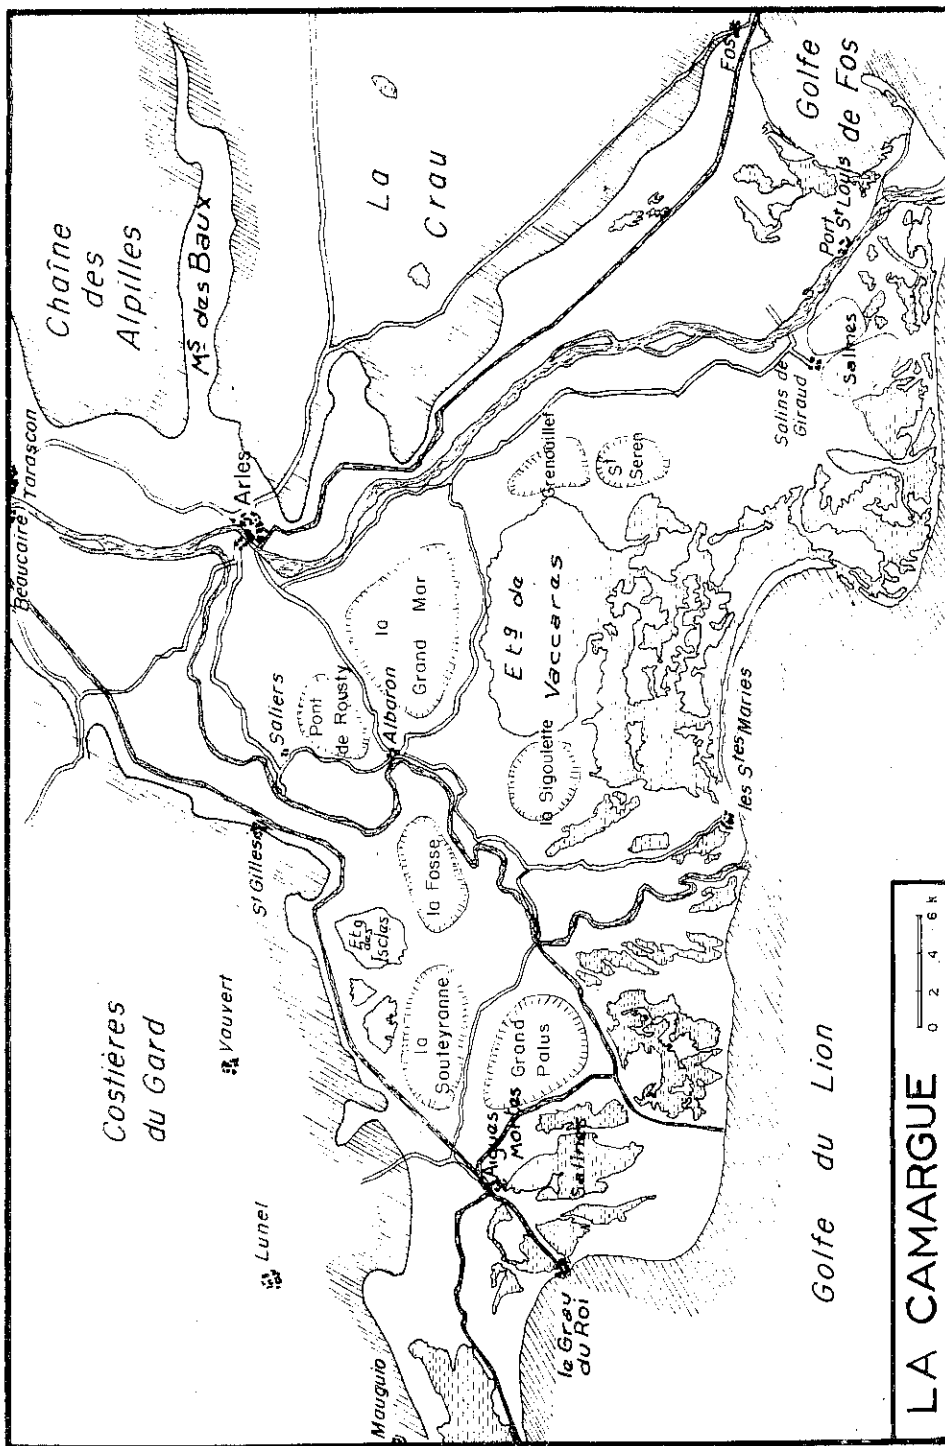 Mauguio
Lunel
Costières
du Gard
Vauvert
St Gilles
Beaucaire
Tarascon
Chaîne
des
Alpilles
Ms des Baux
Arles
Saliers
Pont
de Rousty
la
Grand Mar
Albaron
la Fosse
Etg
des
Isclas
la
Souteyranne
Grand
Palus
Aigues
Mortes
Salines
le Grau
du Roi
La
Crau
Etg de
Vaccares
la Sigoulette
Grenouillet
St
Seren
les Stes Maries
Fos
Golfe
de Fos
Port
St Louis
Salins de
Giraud
Salines
Golfe du Lion
LA CAMARGUE
0 2 4 6 k